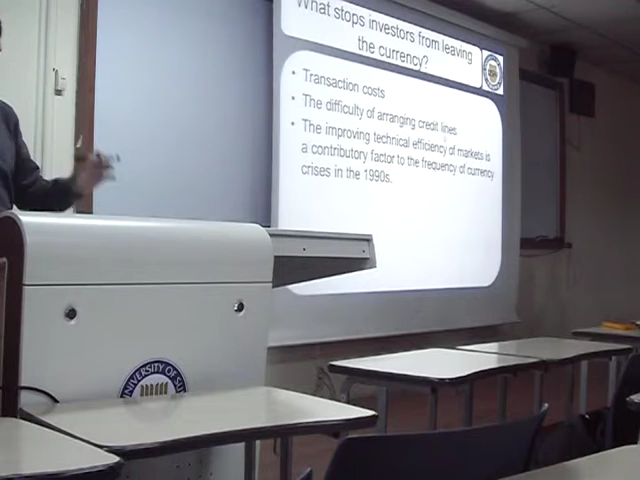 What stops investors from leaving
the currency?
• Transaction costs
• The difficulty of arranging credit lines
• The improving technical efficiency of markets is
a contributory factor to the frequency of currency
crises in the 1990s.
UNIVERSITY OF